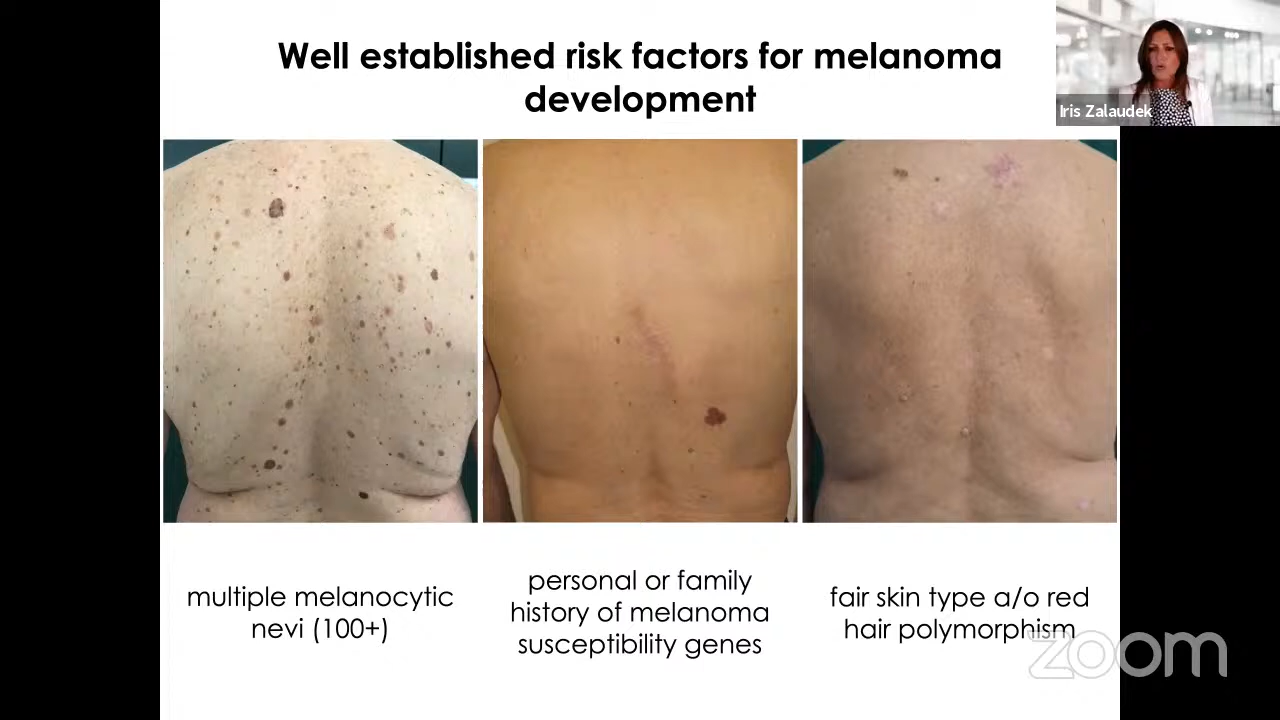 Well established risk factors for melanoma
development
Iris Zalaudek
multiple melanocytic
nevi (100+)
personal or family
history of melanoma
susceptibility genes
fair skin type a/o red
hair polymorphism
zoom